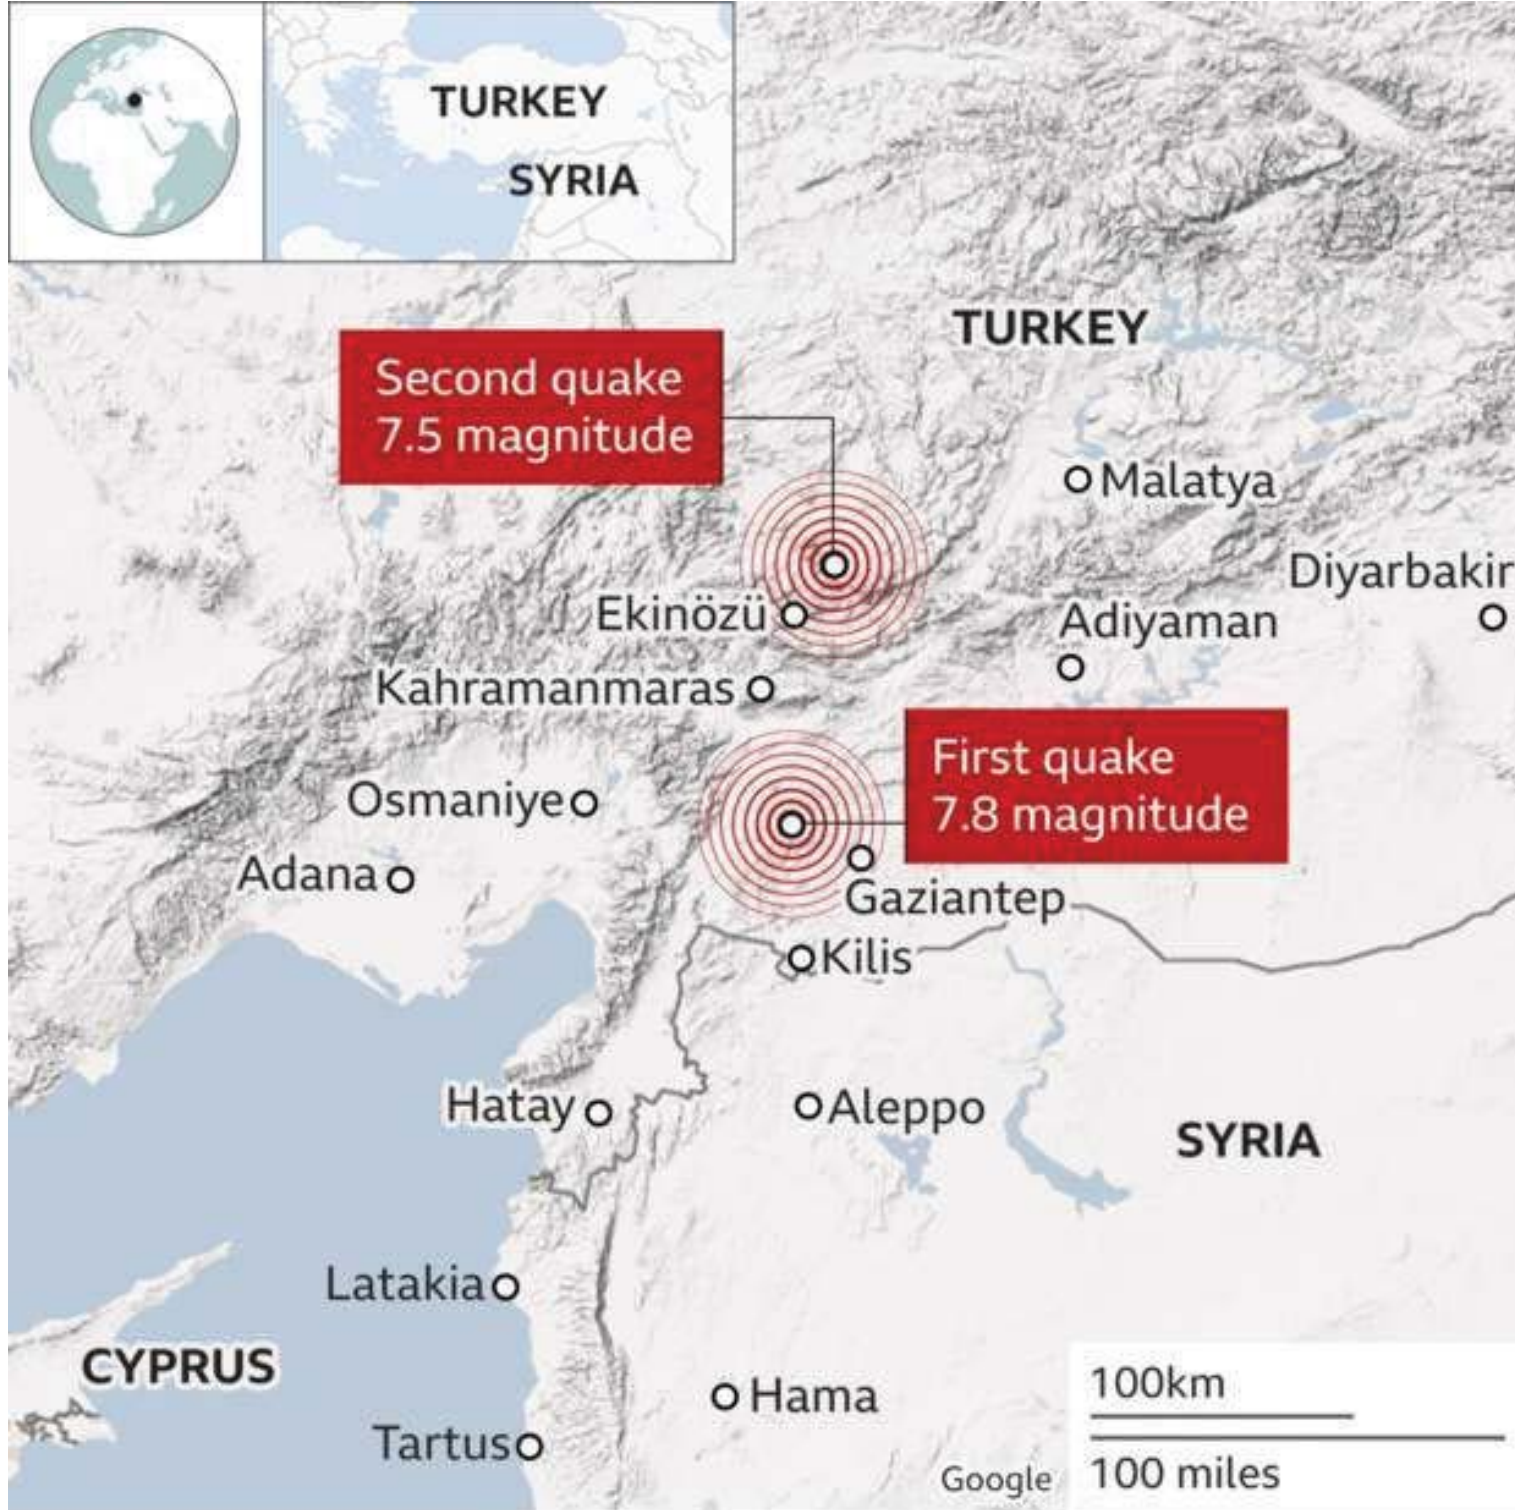 TURKEY
SYRIA
TURKEY
Second quake
7.5 magnitude
Malatya
Diyarbakir
Ekinözü
Adiyaman
Kahramanmaras
First quake
7.8 magnitude
Osmaniye
Adana
Gaziantep
Kilis
Hatay
Aleppo
SYRIA
Latakia
CYPRUS
Hama
Tartus
100km
100 miles
Google